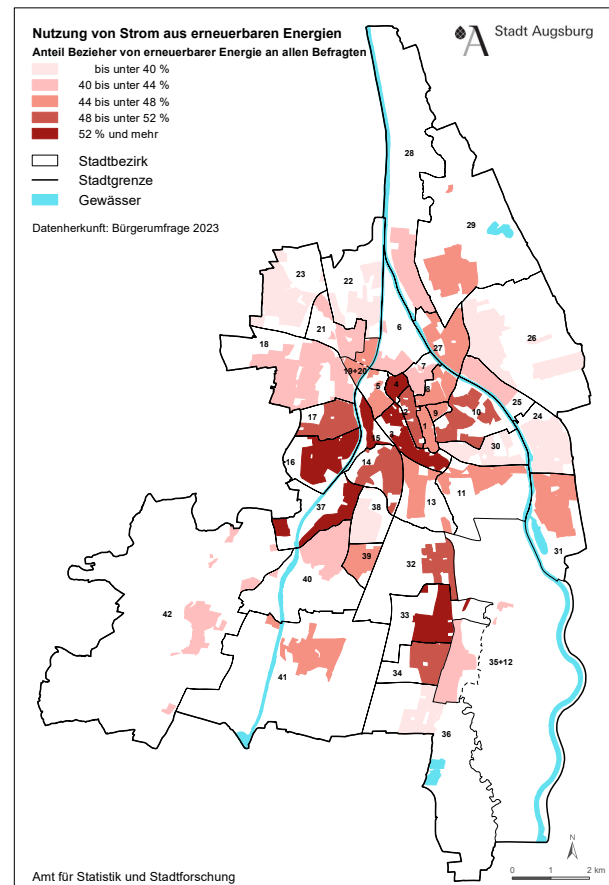 Nutzung von Strom aus erneuerbaren Energien
Anteil Bezieher von erneuerbarer Energie an allen Befragten
bis unter 40 %
40 bis unter 44 %
44 bis unter 48 %
48 bis unter 52 %
52 % und mehr
Stadtbezirk
Stadtgrenze
Gewässer
Datenherkunft: Bürgerumfrage 2023
Stadt Augsburg
28
29
23
22
21
6
26
18
27
7
19+20
5
4
8
25
17
2
9
10
24
3
1
15
30
16
14
37
13
11
38
31
39
32
40
42
33
35+12
34
41
36
N
0 1 2 km
Amt für Statistik und Stadtforschung